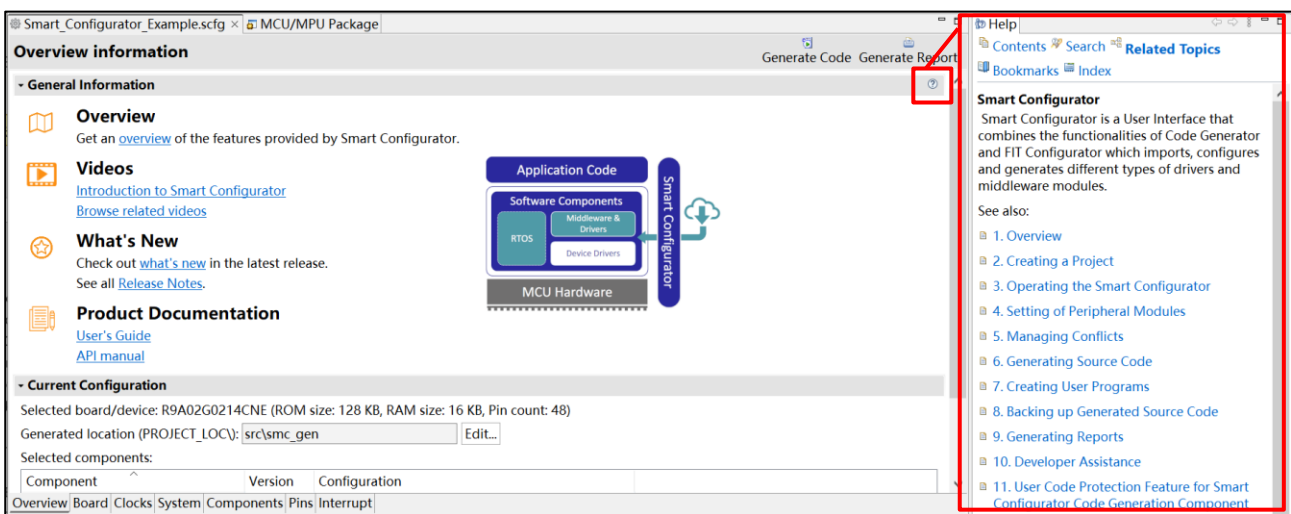 Smart_Configurator_Example.scfg × MCU/MPU Package
Overview information
Generate Code Generate Report
General Information
Overview
Get an overview of the features provided by Smart Configurator.
Videos
Introduction to Smart Configurator
Browse related videos
What's New
Check out what's new in the latest release.
See all Release Notes.
Product Documentation
User's Guide
API manual
Application Code
Software Components
RTOS
Middleware &
Drivers
Device Drivers
MCU Hardware
Smart Configurator
Current Configuration
Selected board/device: R9A02G0214CNE (ROM size: 128 KB, RAM size: 16 KB, Pin count: 48)
Generated location (PROJECT_LOC\): src\smc_gen Edit...
Selected components:
Component Version Configuration
Overview Board Clocks System Components Pins Interrupt
Help
Contents Search Related Topics
Bookmarks Index
Smart Configurator
Smart Configurator is a User Interface that
combines the functionalities of Code Generator
and FIT Configurator which imports, configures
and generates different types of drivers and
middleware modules.
See also:
1. Overview
2. Creating a Project
3. Operating the Smart Configurator
4. Setting of Peripheral Modules
5. Managing Conflicts
6. Generating Source Code
7. Creating User Programs
8. Backing up Generated Source Code
9. Generating Reports
10. Developer Assistance
11. User Code Protection Feature for Smart
Configurator Code Generation Component